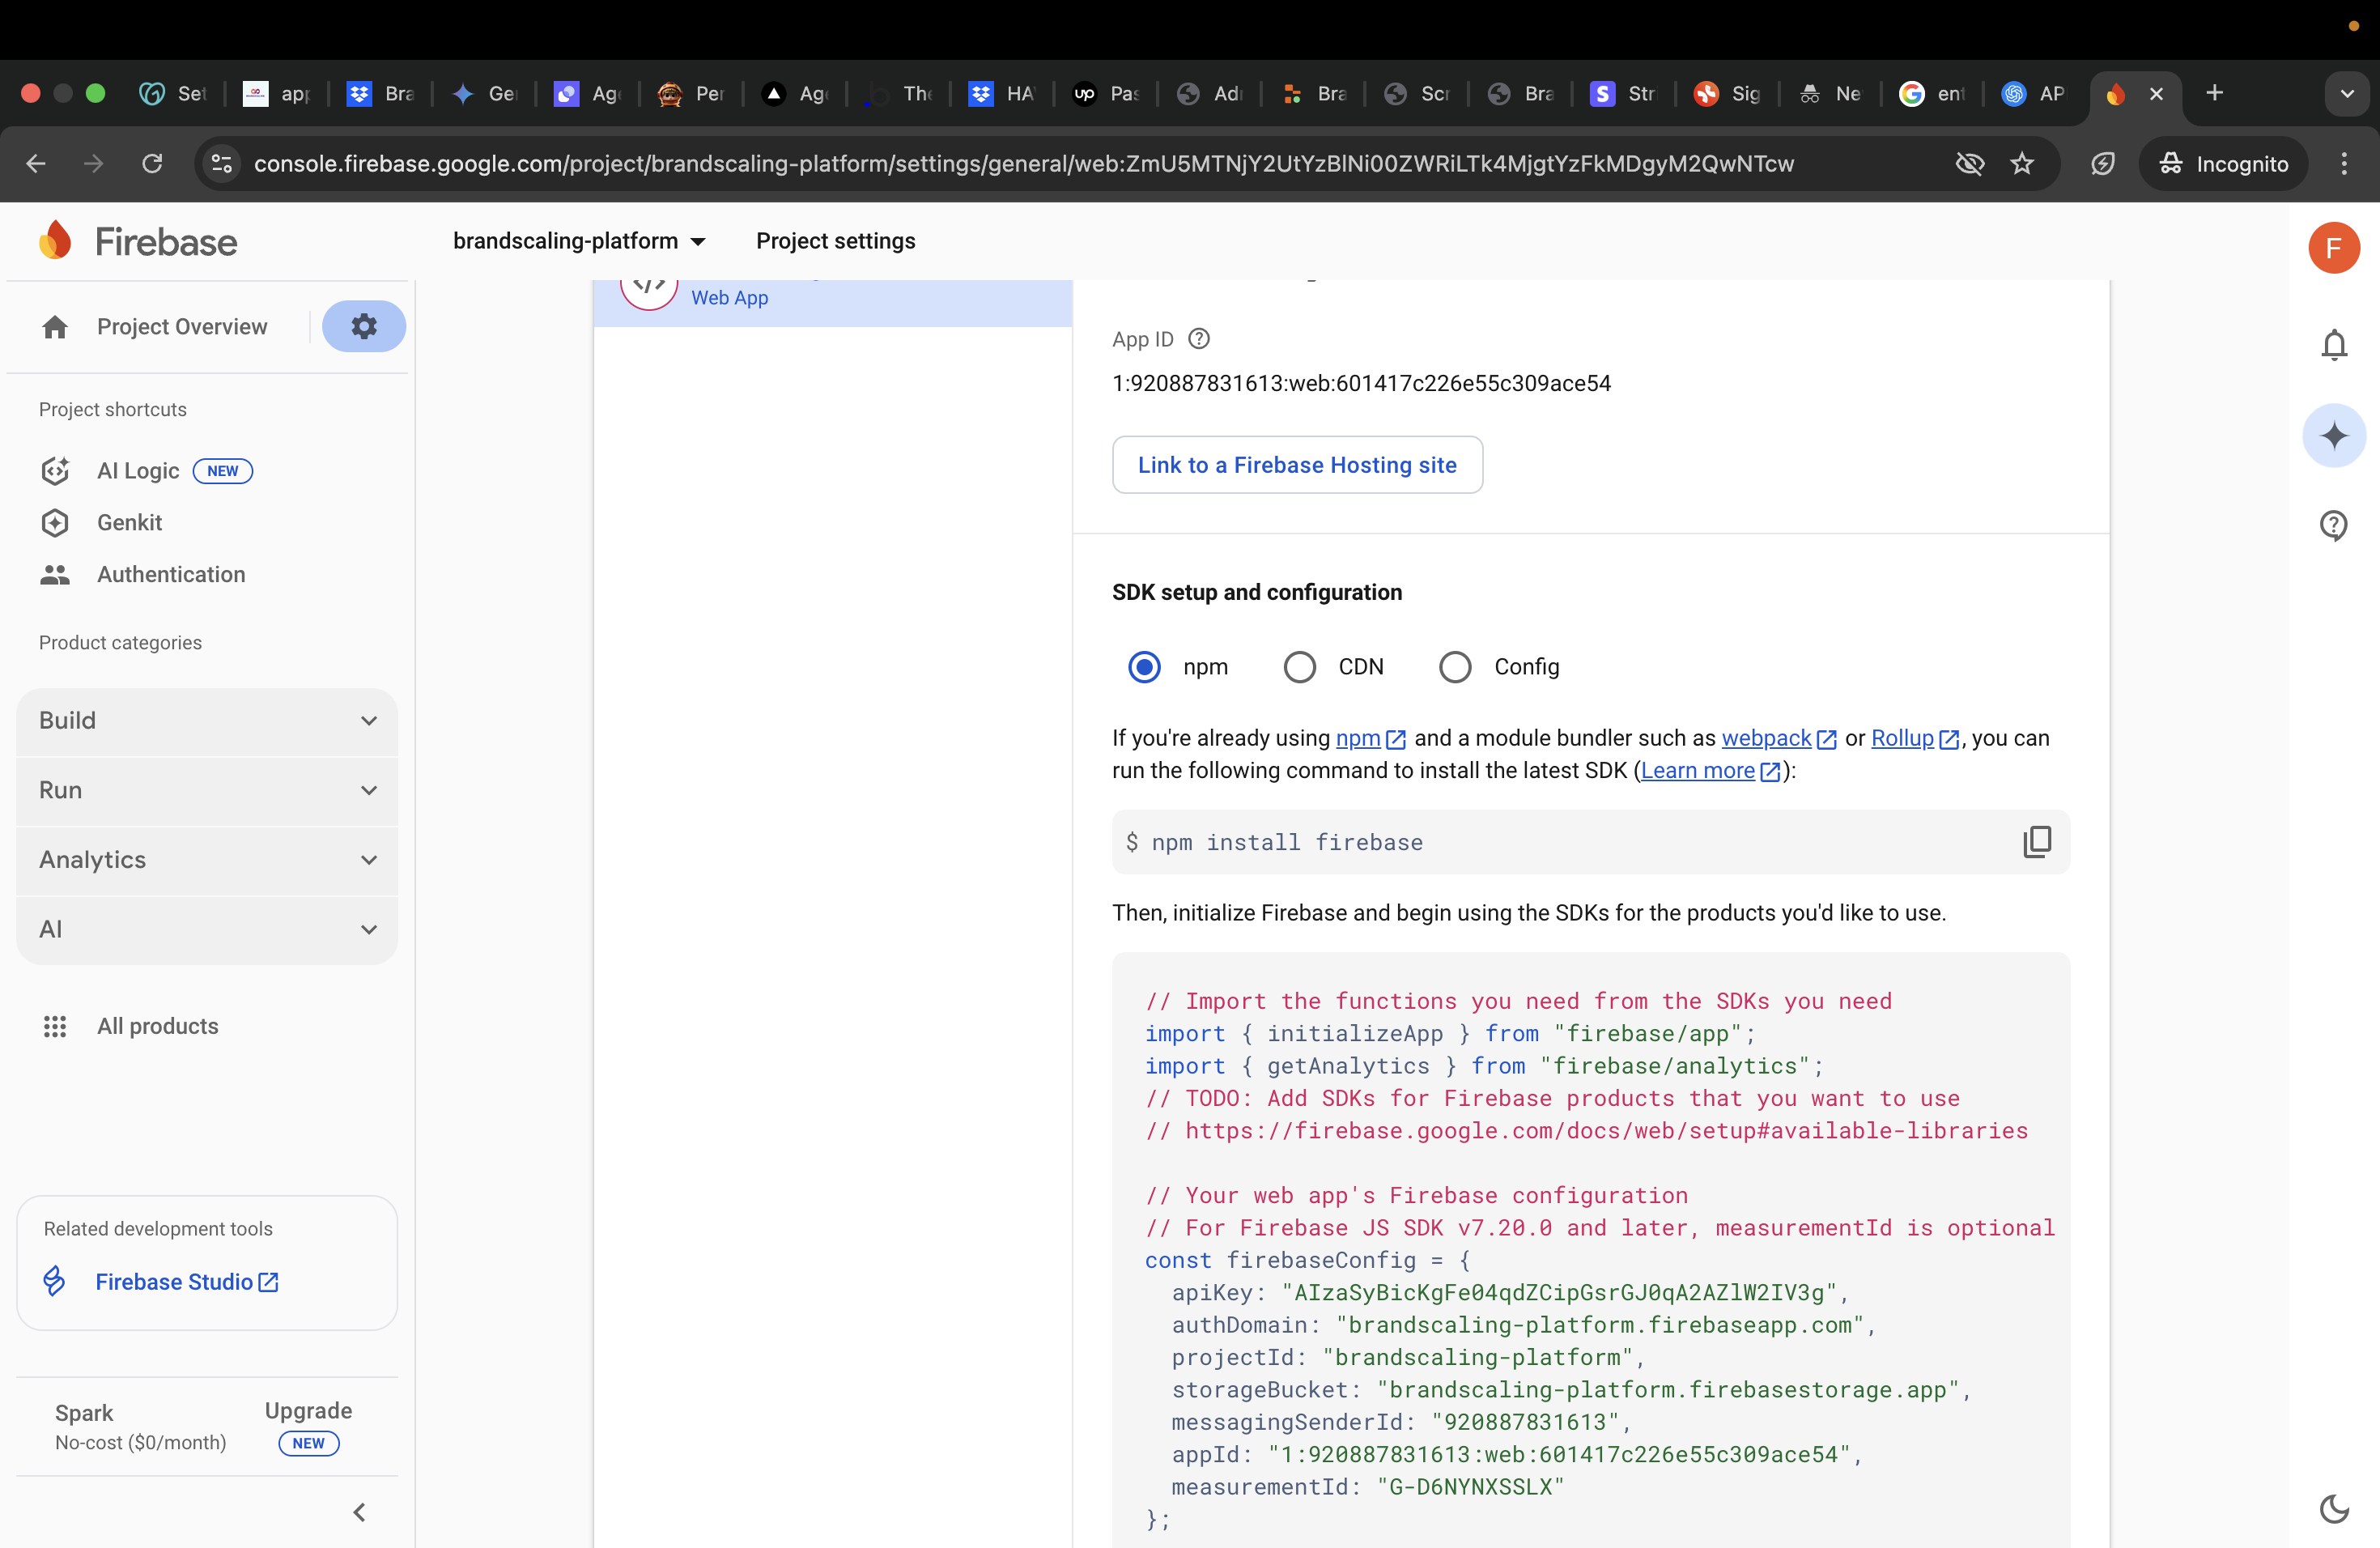 Set
app
Bra
Ge
Age
Per
Age
The
HA
up
Pas
Ad
Bra
Scr
Bra
S
Str
Sig
Ne
ent
AP
console.firebase.google.com/project/brandscaling-platform/settings/general/web:ZmU5MTNjY2UtYzBlNi00ZWRiLTk4MjgtYzFkMDgyM2QwNTcw
Incognito
Firebase
brandscaling-platform
Project settings
F
Project Overview
Project shortcuts
AI Logic NEW
Genkit
Authentication
Product categories
Build
Run
Analytics
AI
All products
Related development tools
Firebase Studio
Spark
No-cost ($0/month)
Upgrade
NEW
Web App
App ID
1:920887831613:web:601417c226e55c309ace54
Link to a Firebase Hosting site
SDK setup and configuration
npm
CDN
Config
If you're already using npm and a module bundler such as webpack or Rollup, you can
run the following command to install the latest SDK (Learn more):
$ npm install firebase
Then, initialize Firebase and begin using the SDKs for the products you'd like to use.
// Import the functions you need from the SDKs you need
import { initializeApp } from "firebase/app";
import { getAnalytics } from "firebase/analytics";
// TODO: Add SDKs for Firebase products that you want to use
// https://firebase.google.com/docs/web/setup#available-libraries
// Your web app's Firebase configuration
// For Firebase JS SDK v7.20.0 and later, measurementId is optional
const firebaseConfig = {
apiKey: "AIzaSyBicKgFe04qdZCipGsrGJ0qA2AZlW2IV3g",
authDomain: "brandscaling-platform.firebaseapp.com",
projectId: "brandscaling-platform",
storageBucket: "brandscaling-platform.firebasestorage.app",
messagingSenderId: "920887831613",
appId: "1:920887831613:web:601417c226e55c309ace54",
measurementId: "G-D6NYNXSSLX"
};